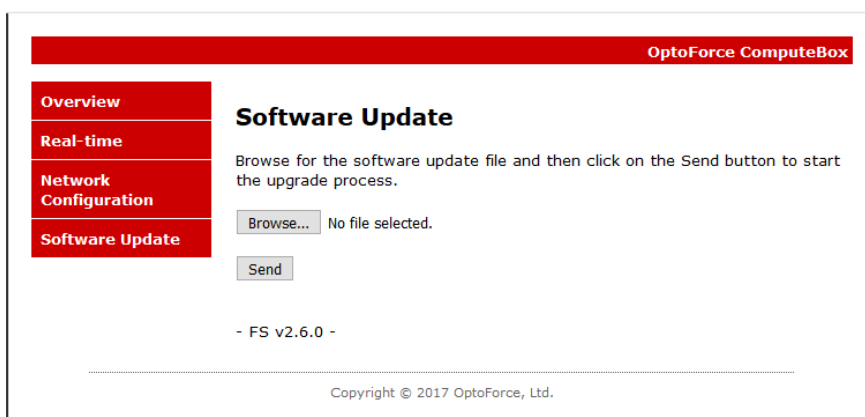 OptoForce ComputeBox
Overview
Real-time
Network
Configuration
Software Update
Software Update
Browse for the software update file and then click on the Send button to start
the upgrade process.
Browse... No file selected.
Send
- FS v2.6.0 -
Copyright © 2017 OptoForce, Ltd.